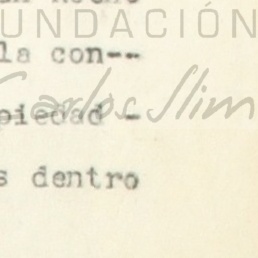 UNDACIÓN
la con--
Carlos Slim
piedad -
s dentro